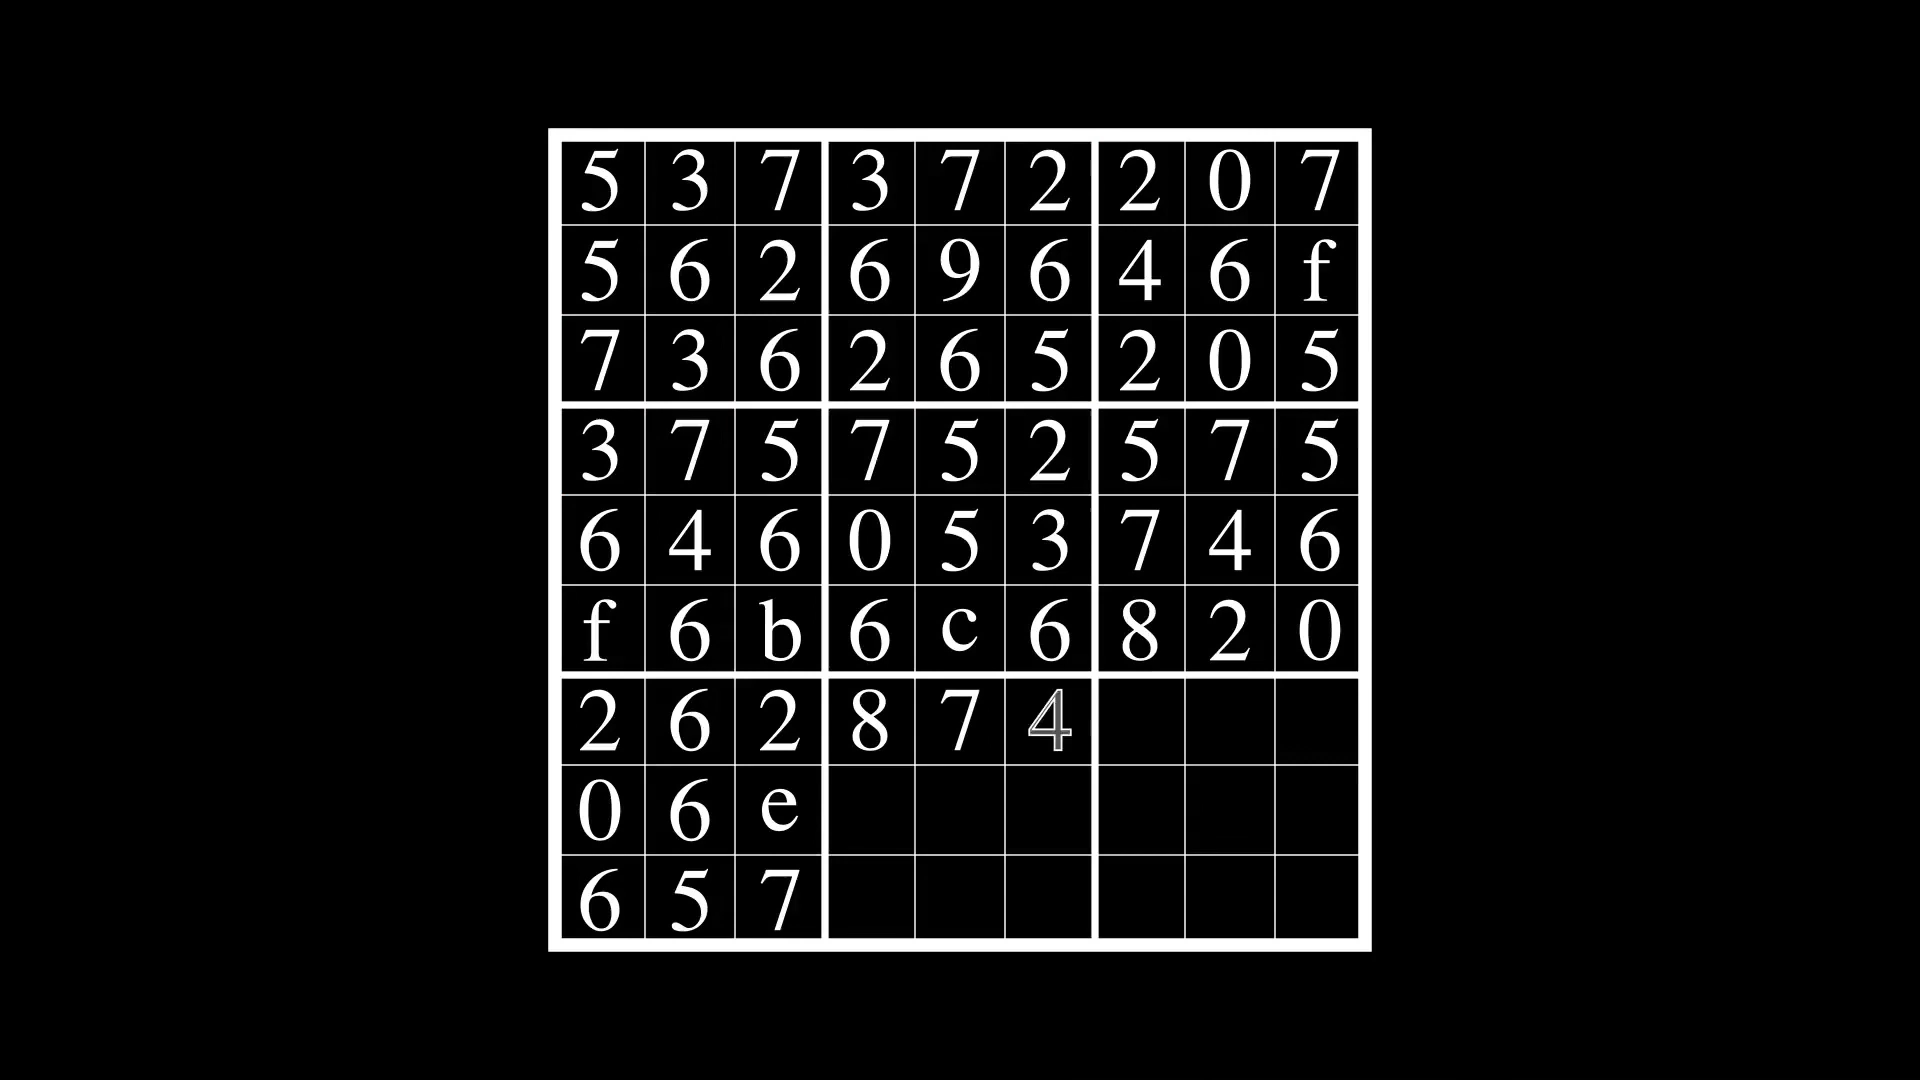 5 3 7 3 7 2 2 0 7
5 6 2 6 9 6 4 6 f
7 3 6 2 6 5 2 0 5
3 7 5 7 5 2 5 7 5
6 4 6 0 5 3 7 4 6
f 6 b 6 c 6 8 2 0
2 6 2 8 7 4
0 6 e
6 5 7